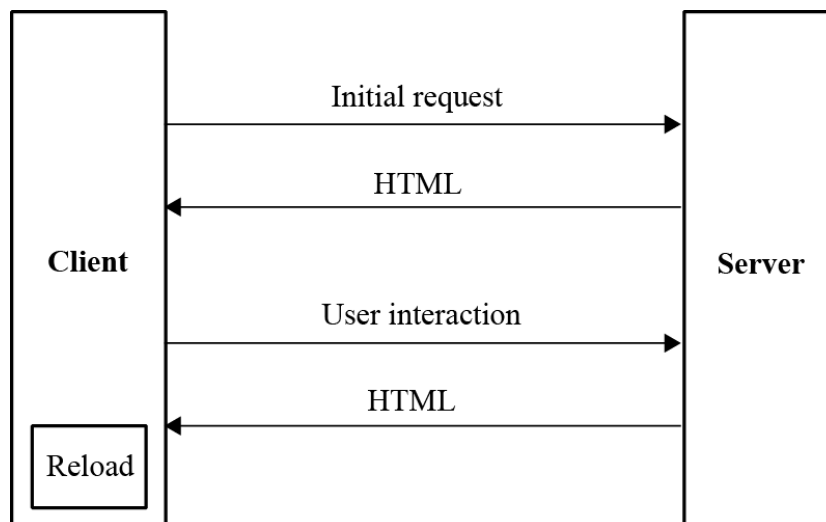 Initial request
HTML
Client
Server
User interaction
HTML
Reload